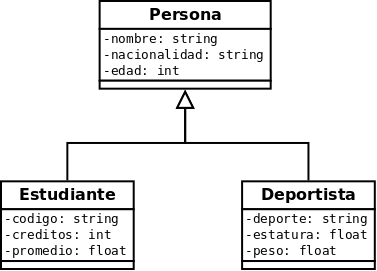 Persona
-nombre: string
-nacionalidad: string
-edad: int
Estudiante
-codigo: string
-creditos: int
-promedio: float
Deportista
-deporte: string
-estatura: float
-peso: float